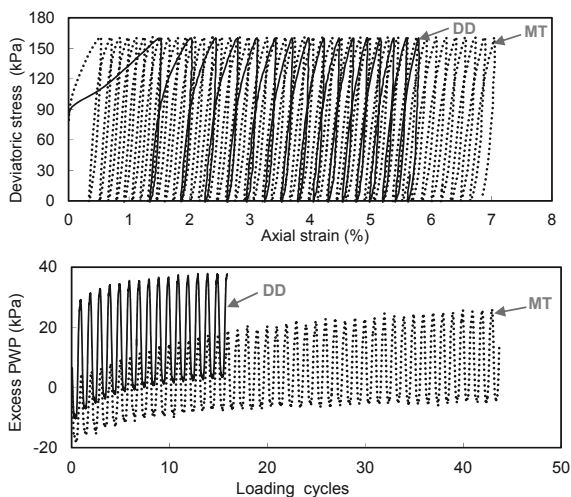 180
150
120
90
60
30
0
Deviatoric stress (kPa)
DD
MT
0 1 2 3 4 5 6 7 8
Axial strain (%)
40
20
0
-20
Excess PWP (kPa)
DD
MT
0 10 20 30 40 50
Loading cycles